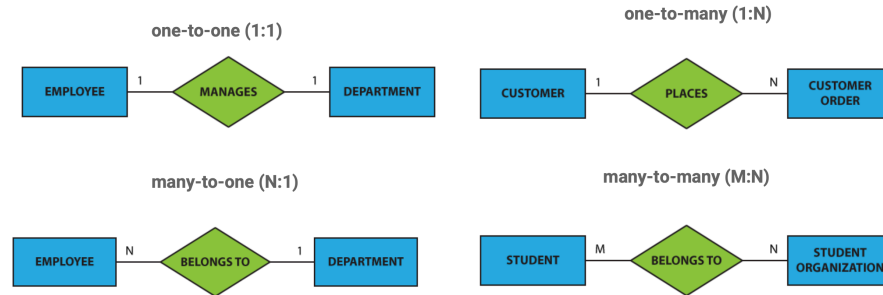 one-to-one (1:1)
EMPLOYEE
1
MANAGES
1
DEPARTMENT
one-to-many (1:N)
CUSTOMER
1
PLACES
N
CUSTOMER
ORDER
many-to-one (N:1)
EMPLOYEE
N
BELONGS TO
1
DEPARTMENT
many-to-many (M:N)
STUDENT
M
BELONGS TO
N
STUDENT
ORGANIZATION